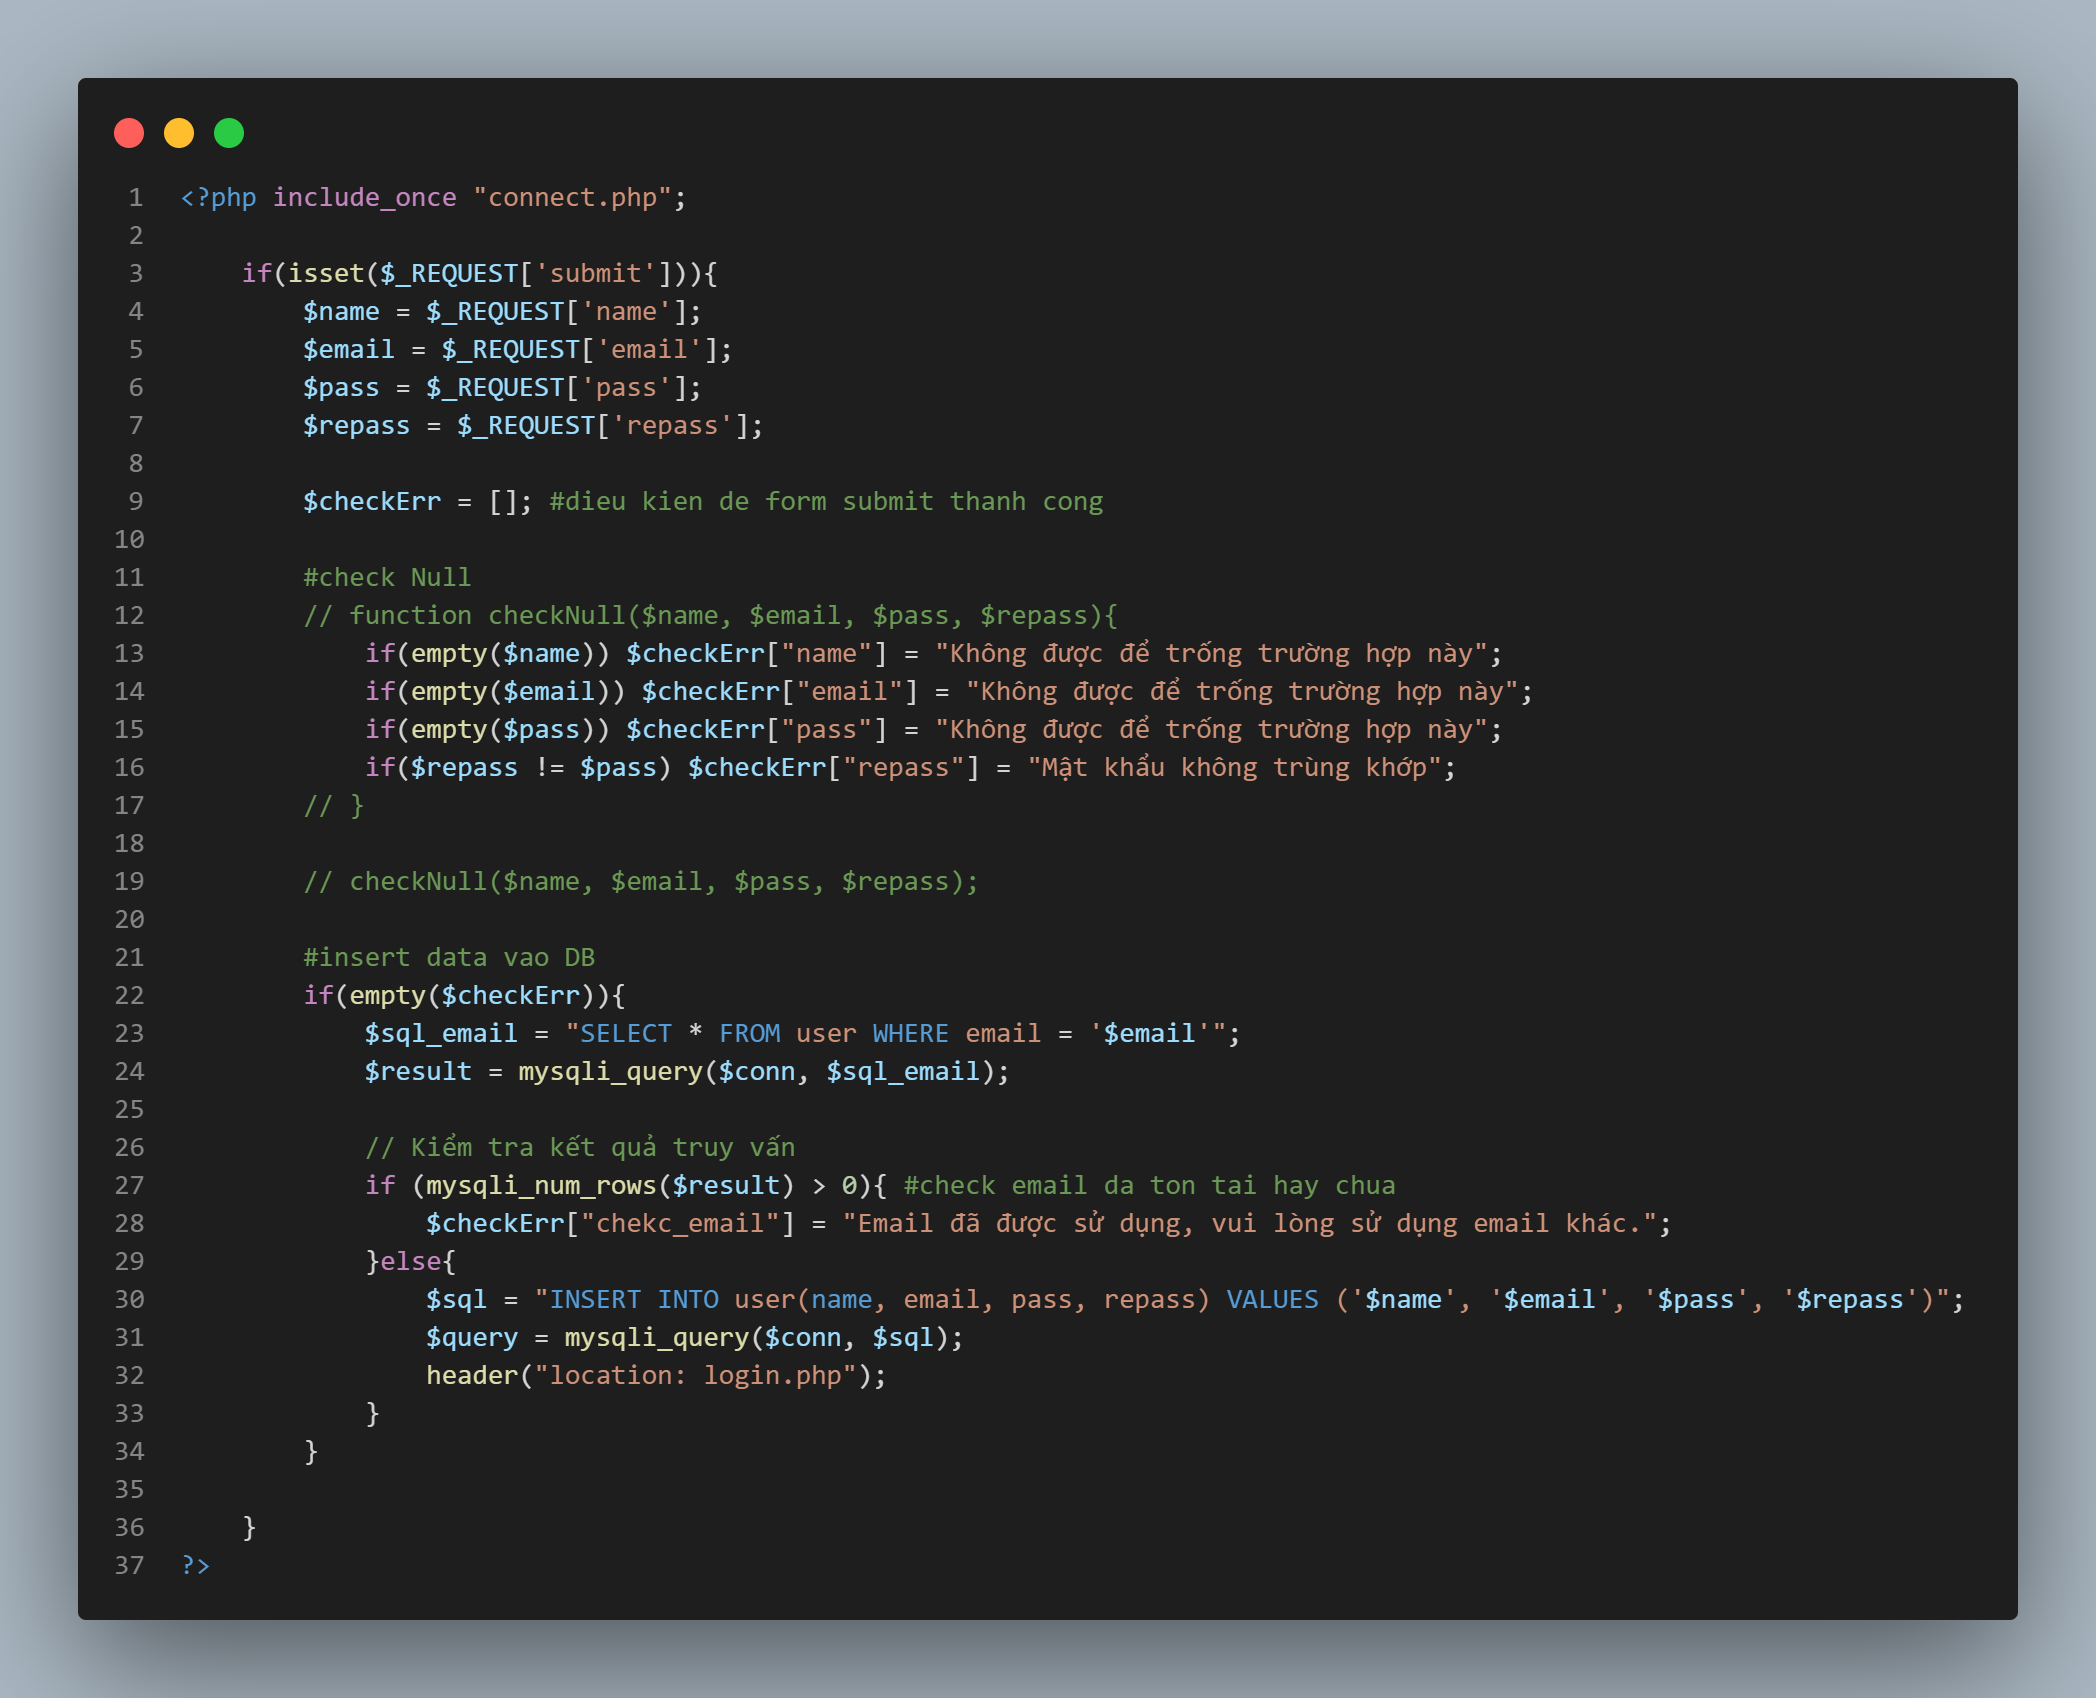 1 <?php include_once "connect.php";
2
3 if(isset($_REQUEST['submit'])){
4 $name = $_REQUEST['name'];
5 $email = $_REQUEST['email'];
6 $pass = $_REQUEST['pass'];
7 $repass = $_REQUEST['repass'];
8
9 $checkErr = []; #dieu kien de form submit thanh cong
10
11 #check Null
12 // function checkNull($name, $email, $pass, $repass){
13 if(empty($name)) $checkErr["name"] = "Không được để trống trường hợp này";
14 if(empty($email)) $checkErr["email"] = "Không được để trống trường hợp này";
15 if(empty($pass)) $checkErr["pass"] = "Không được để trống trường hợp này";
16 if($repass != $pass) $checkErr["repass"] = "Mật khẩu không trùng khớp";
17 // }
18
19 // checkNull($name, $email, $pass, $repass);
20
21 #insert data vao DB
22 if(empty($checkErr)){
23 $sql_email = "SELECT * FROM user WHERE email = '$email'";
24 $result = mysqli_query($conn, $sql_email);
25
26 // Kiểm tra kết quả truy vấn
27 if (mysqli_num_rows($result) > 0){ #check email da ton tai hay chua
28 $checkErr["chekc_email"] = "Email đã được sử dụng, vui lòng sử dụng email khác.";
29 }else{
30 $sql = "INSERT INTO user(name, email, pass, repass) VALUES ('$name', '$email', '$pass', '$repass')";
31 $query = mysqli_query($conn, $sql);
32 header("location: login.php");
33 }
34 }
35
36 }
37 ?>